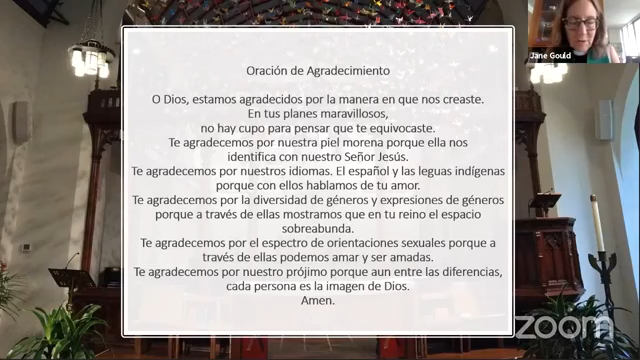 Jane Gould
Oración de Agradecimiento
O Dios, estamos agradecidos por la manera en que nos creaste.
En tus planes maravillosos,
no hay cupo para pensar que te equivocaste.
Te agradecemos por nuestra piel morena porque ella nos
identifica con nuestro Señor Jesús.
Te agradecemos por nuestros idiomas. El español y las leguas indígenas
porque con ellos hablamos de tu amor.
Te agradecemos por la diversidad de géneros y expresiones de géneros
porque a través de ellas mostramos que en tu reino el espacio
sobreabunda.
Te agradecemos por el espectro de orientaciones sexuales porque a
través de ellas podemos amar y ser amadas.
Te agradecemos por nuestro prójimo porque aun entre las diferencias,
cada persona es la imagen de Dios.
Amen.
zoom